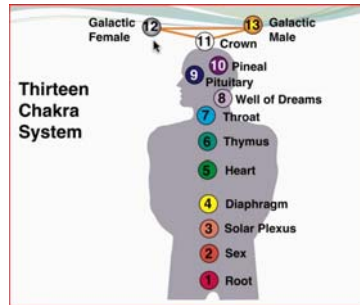 Galactic
Female
12
13
Galactic
Male
11
Crown
10
Pineal
9
Pituitary
8
Well of Dreams
Thirteen
Chakra
System
7
Throat
6
Thymus
5
Heart
4
Diaphragm
3
Solar Plexus
2
Sex
1
Root